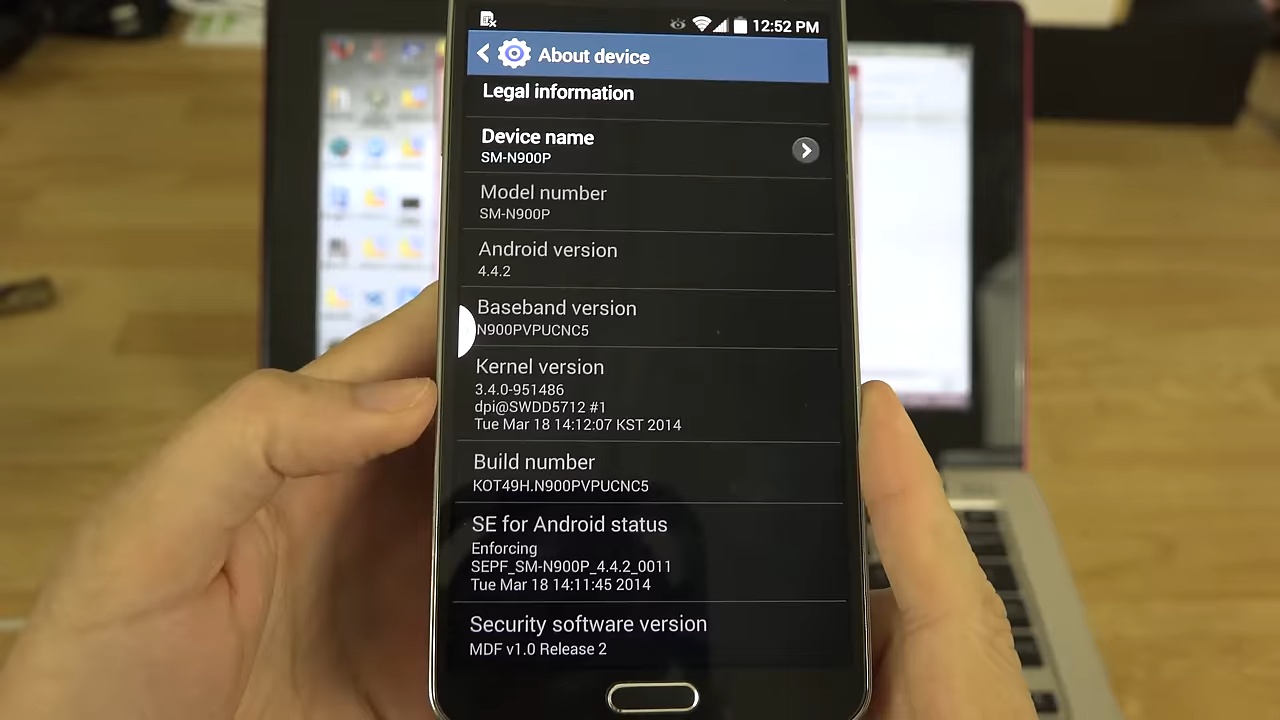 12:52 PM
About device
Legal information
Device name
SM-N900P
Model number
SM-N900P
Android version
4.4.2
Baseband version
N900PVPUCNC5
Kernel version
3.4.0-951486
dpi@SWDD5712 #1
Tue Mar 18 14:12:07 KST 2014
Build number
KOT49H.N900PVPUCNC5
SE for Android status
Enforcing
SEPF_SM-N900P_4.4.2_0011
Tue Mar 18 14:11:45 2014
Security software version
MDF v1.0 Release 2